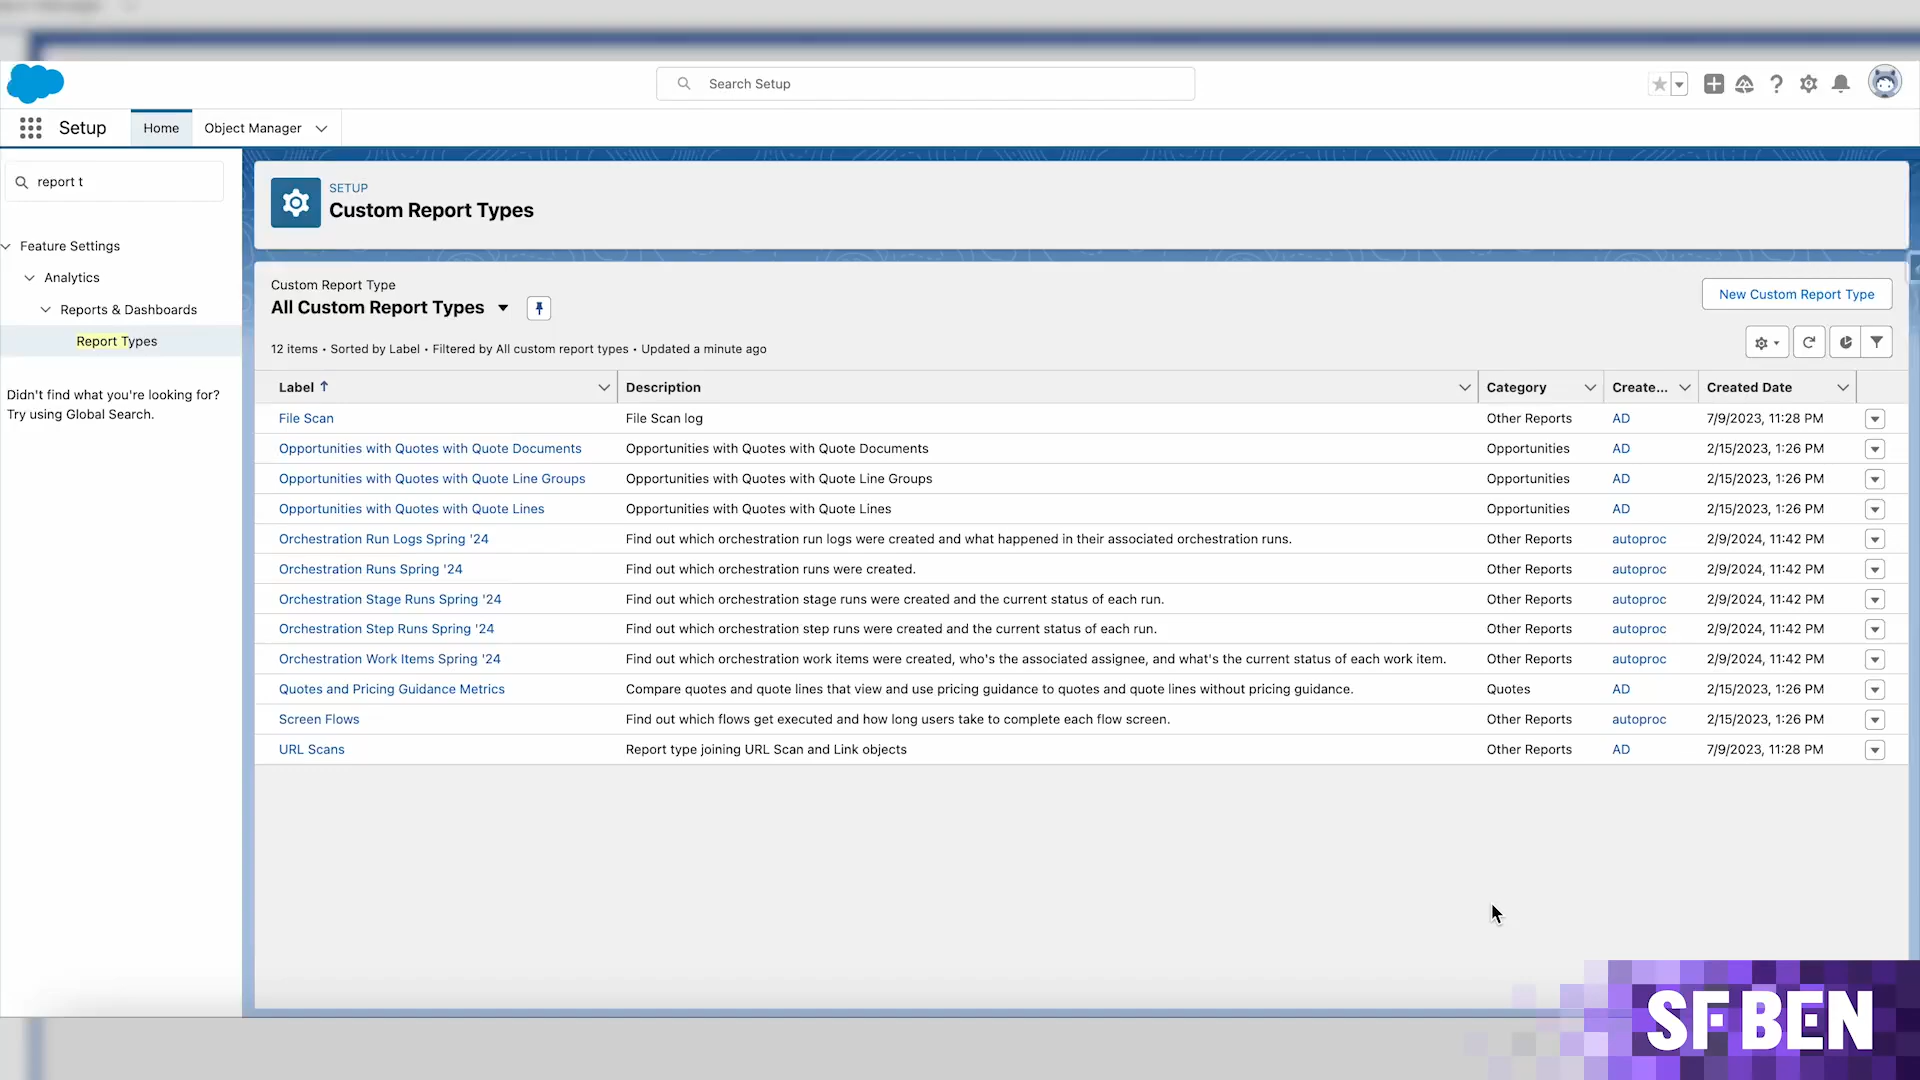 Search Setup
Setup
Home
Object Manager
report t
Feature Settings
Analytics
Reports & Dashboards
Report Types
Didn't find what you're looking for?
Try using Global Search.
SETUP
Custom Report Types
Custom Report Type
All Custom Report Types
New Custom Report Type
12 items • Sorted by Label • Filtered by All custom report types • Updated a minute ago
Label Description Category Create... Created Date
File Scan File Scan log Other Reports AD 7/9/2023, 11:28 PM
Opportunities with Quotes with Quote Documents Opportunities with Quotes with Quote Documents Opportunities AD 2/15/2023, 1:26 PM
Opportunities with Quotes with Quote Line Groups Opportunities with Quotes with Quote Line Groups Opportunities AD 2/15/2023, 1:26 PM
Opportunities with Quotes with Quote Lines Opportunities with Quotes with Quote Lines Opportunities AD 2/15/2023, 1:26 PM
Orchestration Run Logs Spring '24 Find out which orchestration run logs were created and what happened in their associated orchestration runs. Other Reports autoproc 2/9/2024, 11:42 PM
Orchestration Runs Spring '24 Find out which orchestration runs were created. Other Reports autoproc 2/9/2024, 11:42 PM
Orchestration Stage Runs Spring '24 Find out which orchestration stage runs were created and the current status of each run. Other Reports autoproc 2/9/2024, 11:42 PM
Orchestration Step Runs Spring '24 Find out which orchestration step runs were created and the current status of each run. Other Reports autoproc 2/9/2024, 11:42 PM
Orchestration Work Items Spring '24 Find out which orchestration work items were created, who's the associated assignee, and what's the current status of each work item. Other Reports autoproc 2/9/2024, 11:42 PM
Quotes and Pricing Guidance Metrics Compare quotes and quote lines that view and use pricing guidance to quotes and quote lines without pricing guidance. Quotes AD 2/15/2023, 1:26 PM
Screen Flows Find out which flows get executed and how long users take to complete each flow screen. Other Reports autoproc 2/15/2023, 1:26 PM
URL Scans Report type joining URL Scan and Link objects Other Reports AD 7/9/2023, 11:28 PM
SF BEN